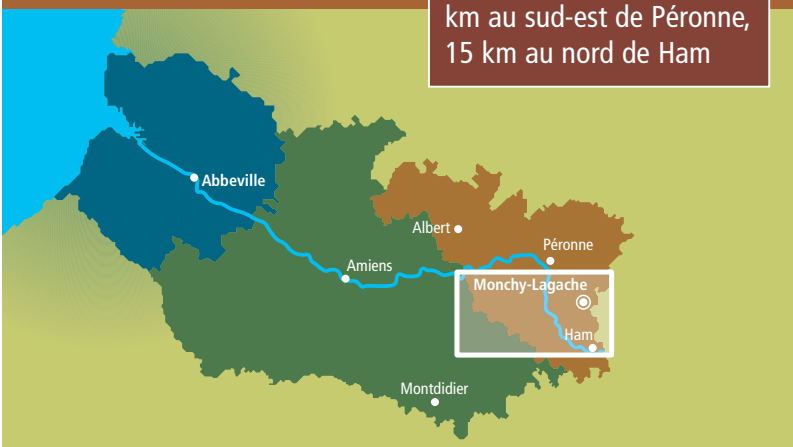 km au sud-est de Péronne,
15 km au nord de Ham
Abbeville
Albert
Péronne
Amiens
Monchy-Lagache
Ham
Montdidier